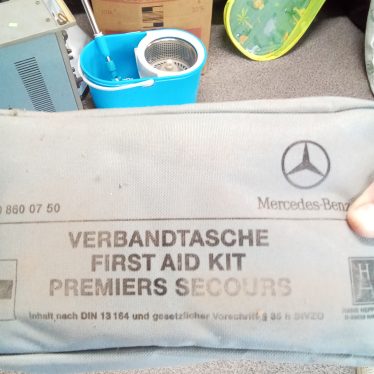 Mercedes-Benz
860 07 50
VERBANDTASCHE
FIRST AID KIT
PREMIERS SECOURS
Inhalt nach DIN 13 164 und gesetzlicher Vorschrift § 35 h StVZO